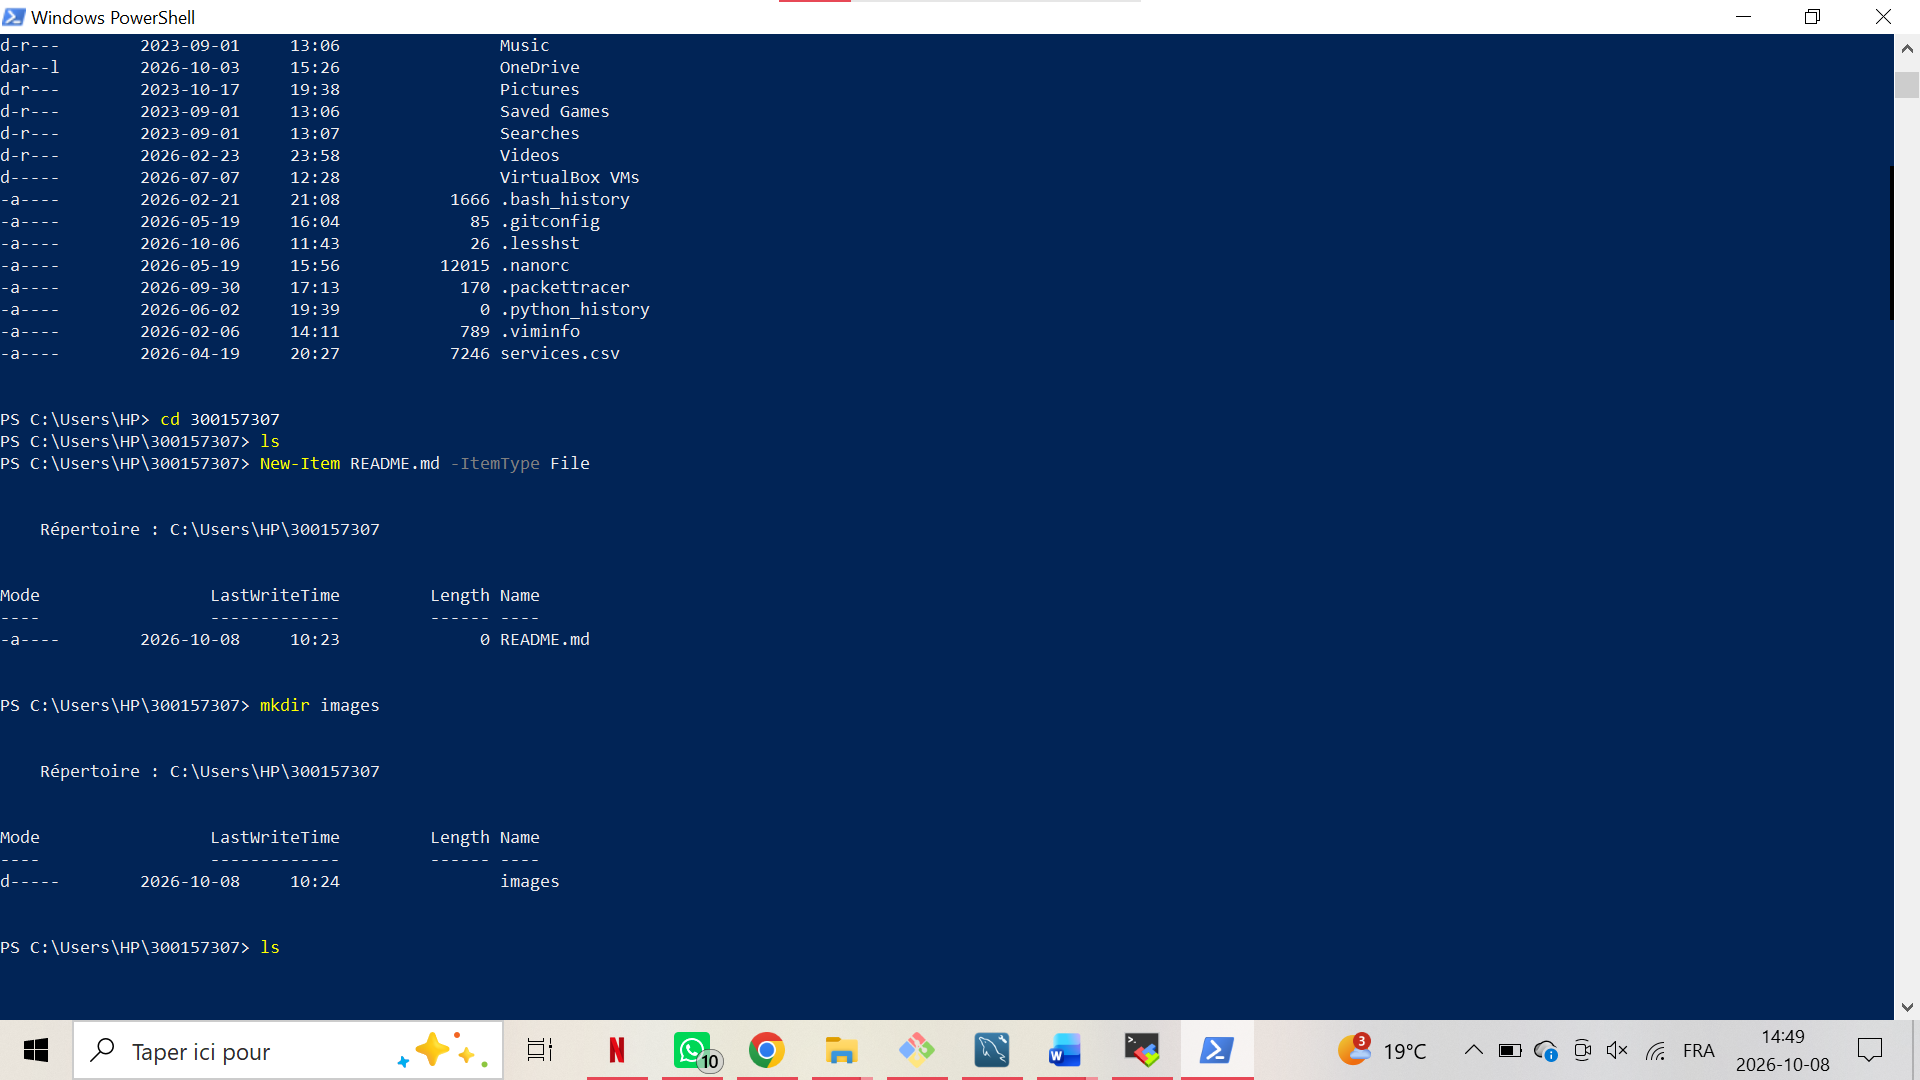 Windows PowerShell
d-r---        2023-09-01     13:06                Music
dar--l        2026-10-03     15:26                OneDrive
d-r---        2023-10-17     19:38                Pictures
d-r---        2023-09-01     13:06                Saved Games
d-r---        2023-09-01     13:07                Searches
d-r---        2026-02-23     23:58                Videos
d-----        2026-07-07     12:28                VirtualBox VMs
-a----        2026-02-21     21:08           1666 .bash_history
-a----        2026-05-19     16:04             85 .gitconfig
-a----        2026-10-06     11:43             26 .lesshst
-a----        2026-05-19     15:56          12015 .nanorc
-a----        2026-09-30     17:13            170 .packettracer
-a----        2026-06-02     19:39              0 .python_history
-a----        2026-02-06     14:11            789 .viminfo
-a----        2026-04-19     20:27           7246 services.csv
PS C:\Users\HP> cd 300157307
PS C:\Users\HP\300157307> ls
PS C:\Users\HP\300157307> New-Item README.md -ItemType File
    Répertoire : C:\Users\HP\300157307
Mode                 LastWriteTime         Length Name
----                 -------------         ------ ----
-a----        2026-10-08     10:23              0 README.md
PS C:\Users\HP\300157307> mkdir images
    Répertoire : C:\Users\HP\300157307
Mode                 LastWriteTime         Length Name
----                 -------------         ------ ----
d-----        2026-10-08     10:24                images
PS C:\Users\HP\300157307> ls
Taper ici pour
N
10
W
3
19°C
FRA
14:49
2026-10-08